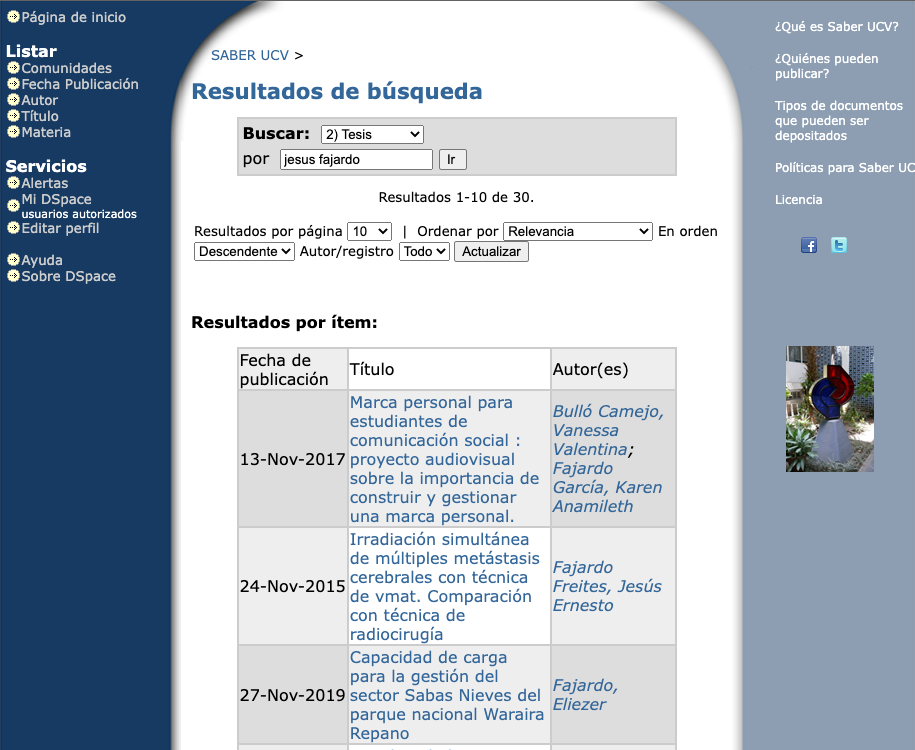 Página de inicio
Listar
Comunidades
Fecha Publicación
Autor
Título
Materia
Servicios
Alertas
Mi DSpace
usuarios autorizados
Editar perfil
Ayuda
Sobre DSpace
SABER UCV >
Resultados de búsqueda
Buscar: 2) Tesis
por jesus fajardo Ir
Resultados 1-10 de 30.
Resultados por página 10 | Ordenar por Relevancia En orden
Descendente Autor/registro Todo Actualizar
Resultados por ítem:
Fecha de
publicación
Título
Autor(es)
13-Nov-2017
Marca personal para
estudiantes de
comunicación social :
proyecto audiovisual
sobre la importancia de
construir y gestionar
una marca personal.
Bulló Camejo,
Vanessa
Valentina;
Fajardo
García, Karen
Anamileth
24-Nov-2015
Irradiación simultánea
de múltiples metástasis
cerebrales con técnica
de vmat. Comparación
con técnica de
radiocirugía
Fajardo
Freites, Jesús
Ernesto
27-Nov-2019
Capacidad de carga
para la gestión del
sector Sabas Nieves del
parque nacional Waraira
Repano
Fajardo,
Eliezer
¿Qué es Saber UCV?
¿Quiénes pueden
publicar?
Tipos de documentos
que pueden ser
depositados
Políticas para Saber UC
Licencia
f
t